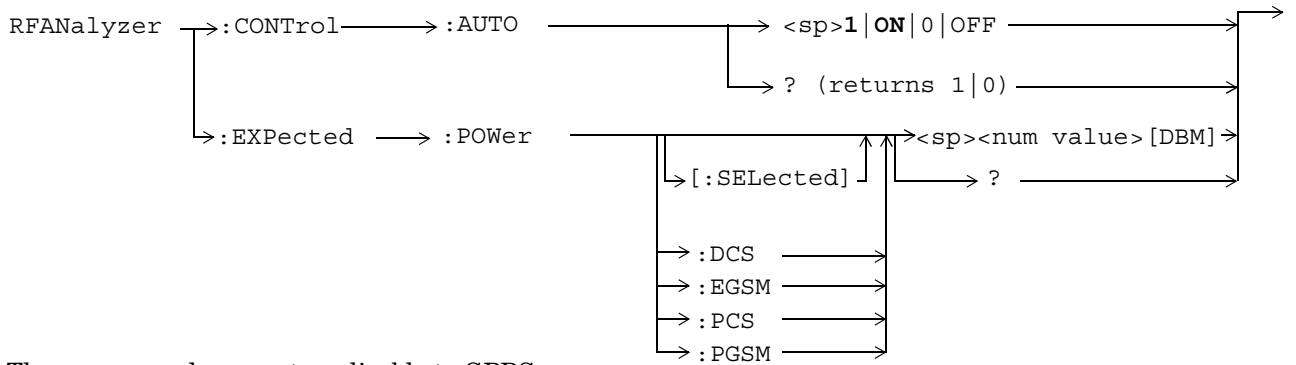 RFANalyzer :CONTrol :AUTO <sp>1|ON|0|OFF
? (returns 1|0)
:EXPected :POWer <sp><num value>[DBM]
[:SELected] ?
:DCS
:EGSM
:PCS
:PGSM